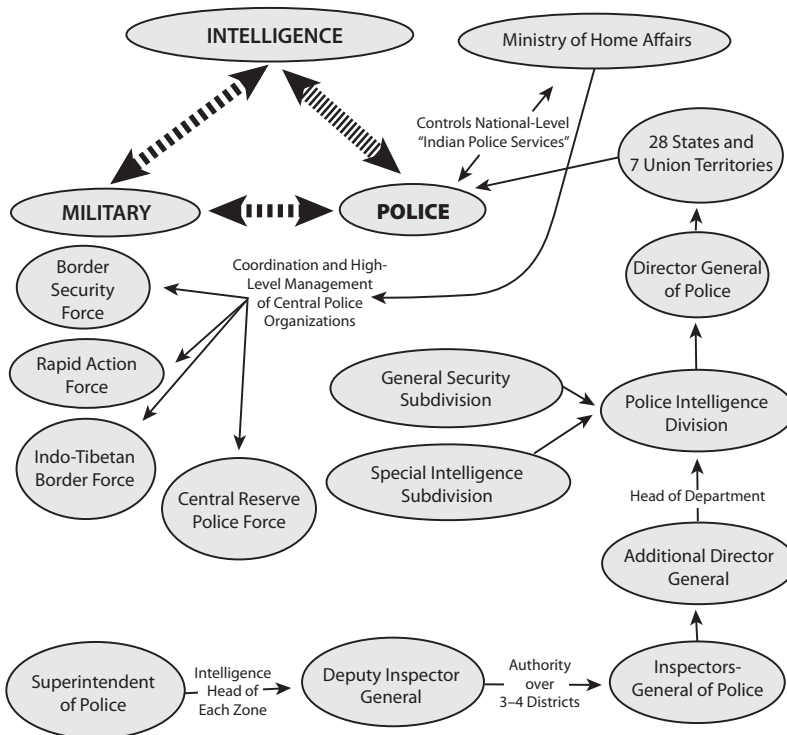 INTELLIGENCE
Ministry of Home Affairs
Controls National-Level
“Indian Police Services”
28 States and
7 Union Territories
MILITARY
POLICE
Border
Security
Force
Coordination and High-
Level Management
of Central Police
Organizations
Director General
of Police
Rapid Action
Force
General Security
Subdivision
Police Intelligence
Division
Indo-Tibetan
Border Force
Central Reserve
Police Force
Special Intelligence
Subdivision
Head of Department
Additional Director
General
Superintendent
of Police
Intelligence
Head of
Each Zone
Deputy Inspector
General
Authority
over
3–4 Districts
Inspectors-
General of Police